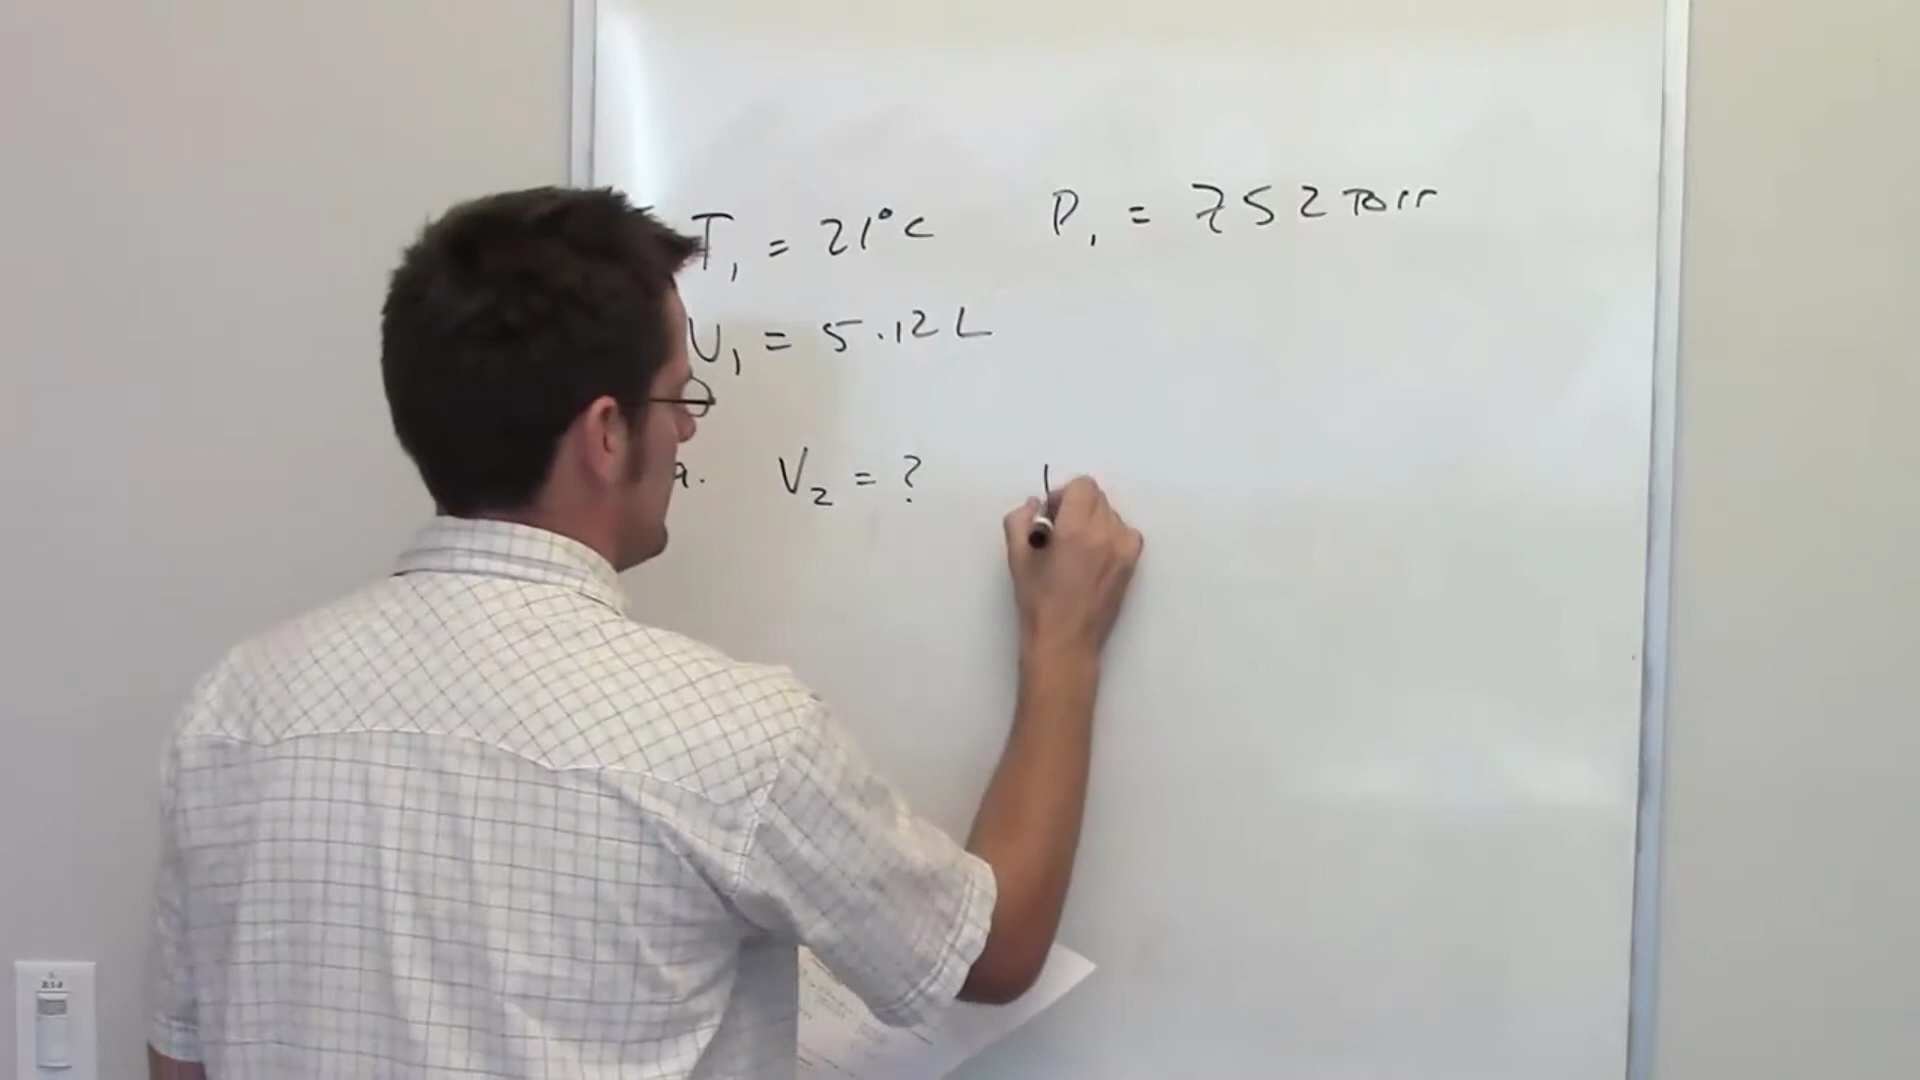 T₁ = 21°C P₁ = 752 Torr
V₁ = 5.12 L
a. V₂ = ?